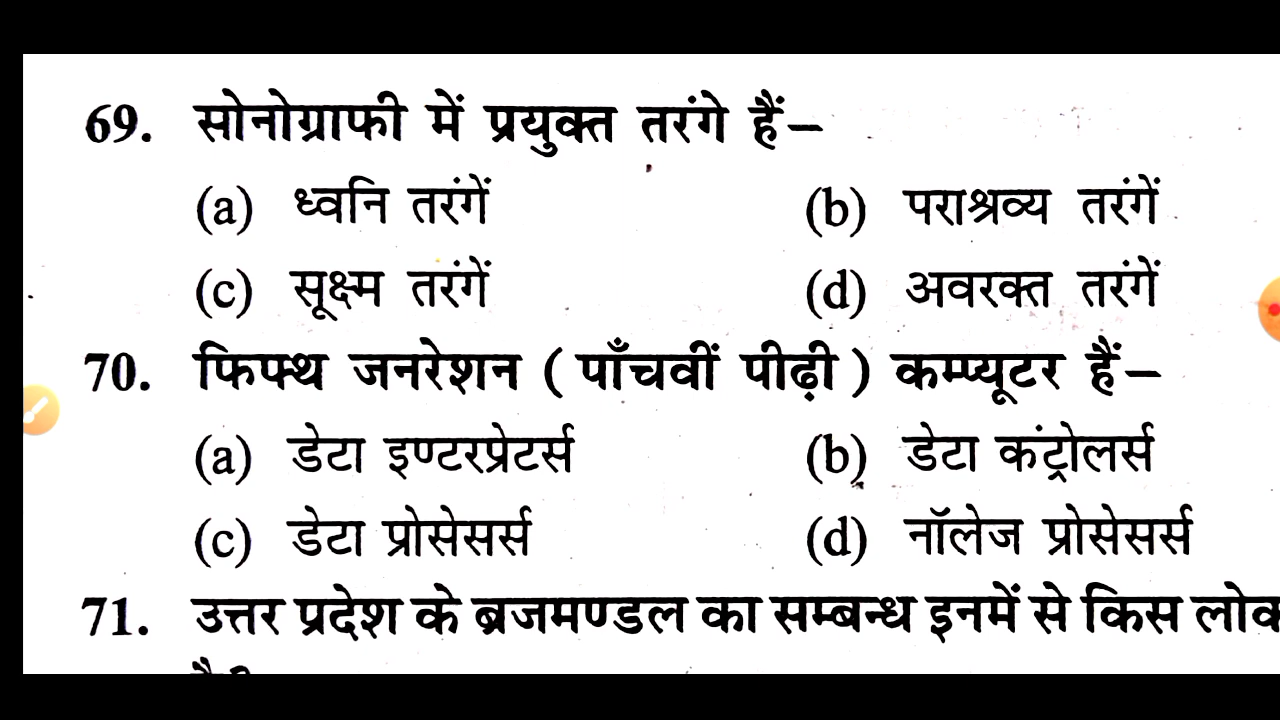 69. सोनोग्राफी में प्रयुक्त तरंगे हैं–
(a) ध्वनि तरंगें (b) पराश्रव्य तरंगें
(c) सूक्ष्म तरंगें (d) अवरक्त तरंगें
70. फिफ्थ जनरेशन (पाँचवीं पीढ़ी) कम्प्यूटर हैं–
(a) डेटा इण्टरप्रेटर्स (b) डेटा कंट्रोलर्स
(c) डेटा प्रोसेसर्स (d) नॉलेज प्रोसेसर्स
71. उत्तर प्रदेश के ब्रजमण्डल का सम्बन्ध इनमें से किस लोक